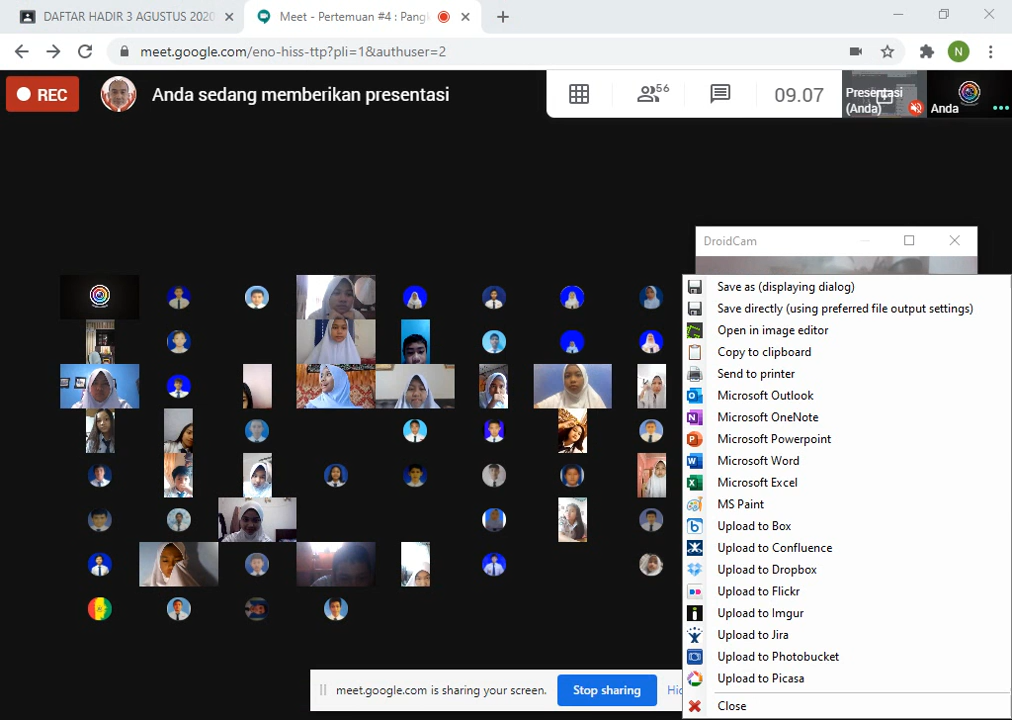 DAFTAR HADIR 3 AGUSTUS 2020
Meet - Pertemuan #4 : Pangk
meet.google.com/eno-hiss-ttp?pli=1&authuser=2
N
REC
Anda sedang memberikan presentasi
56
09.07
Presentasi
(Anda)
Anda
DroidCam
Save as (displaying dialog)
Save directly (using preferred file output settings)
Open in image editor
Copy to clipboard
Send to printer
Microsoft Outlook
Microsoft OneNote
Microsoft Powerpoint
Microsoft Word
Microsoft Excel
MS Paint
Upload to Box
Upload to Confluence
Upload to Dropbox
Upload to Flickr
Upload to Imgur
Upload to Jira
Upload to Photobucket
Upload to Picasa
Close
meet.google.com is sharing your screen.
Stop sharing
Hid